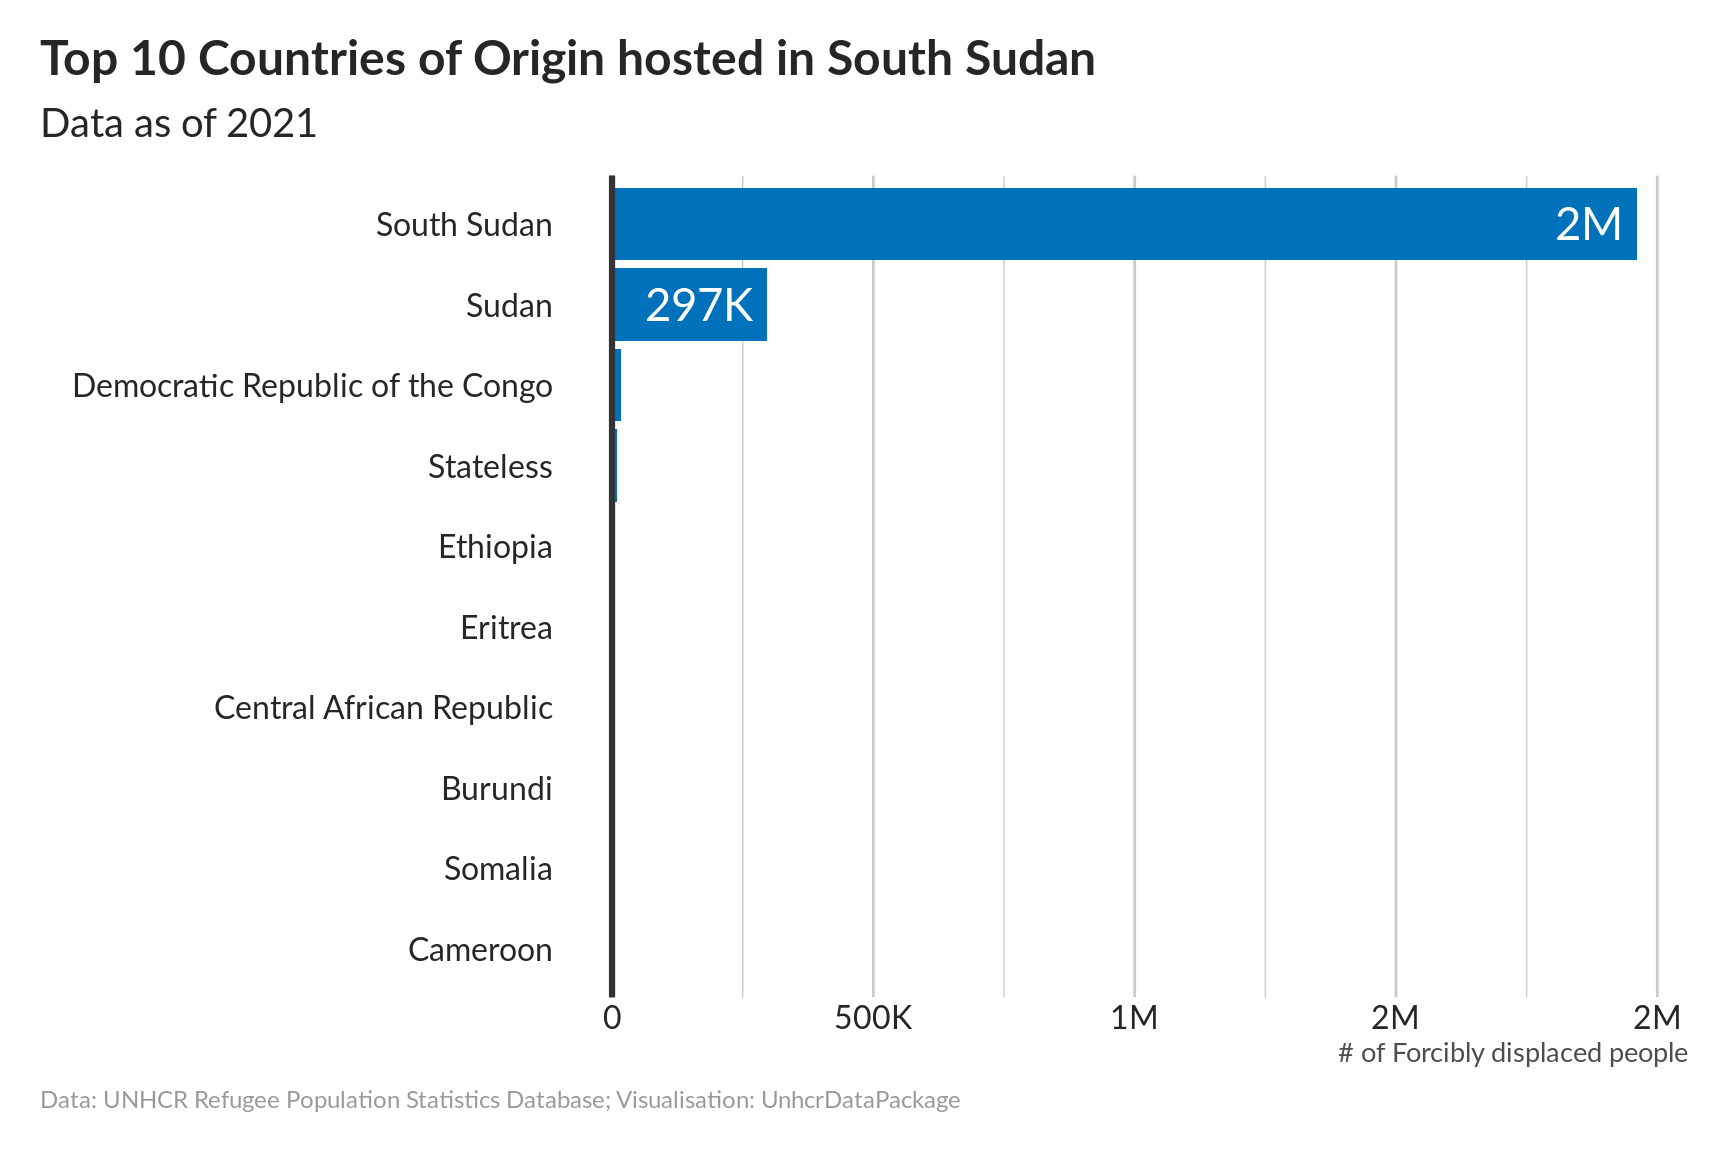 Top 10 Countries of Origin hosted in South Sudan
Data as of 2021
South Sudan 2M
Sudan 297K
Democratic Republic of the Congo
Stateless
Ethiopia
Eritrea
Central African Republic
Burundi
Somalia
Cameroon
0 500K 1M 2M 2M
# of Forcibly displaced people
Data: UNHCR Refugee Population Statistics Database; Visualisation: UnhcrDataPackage